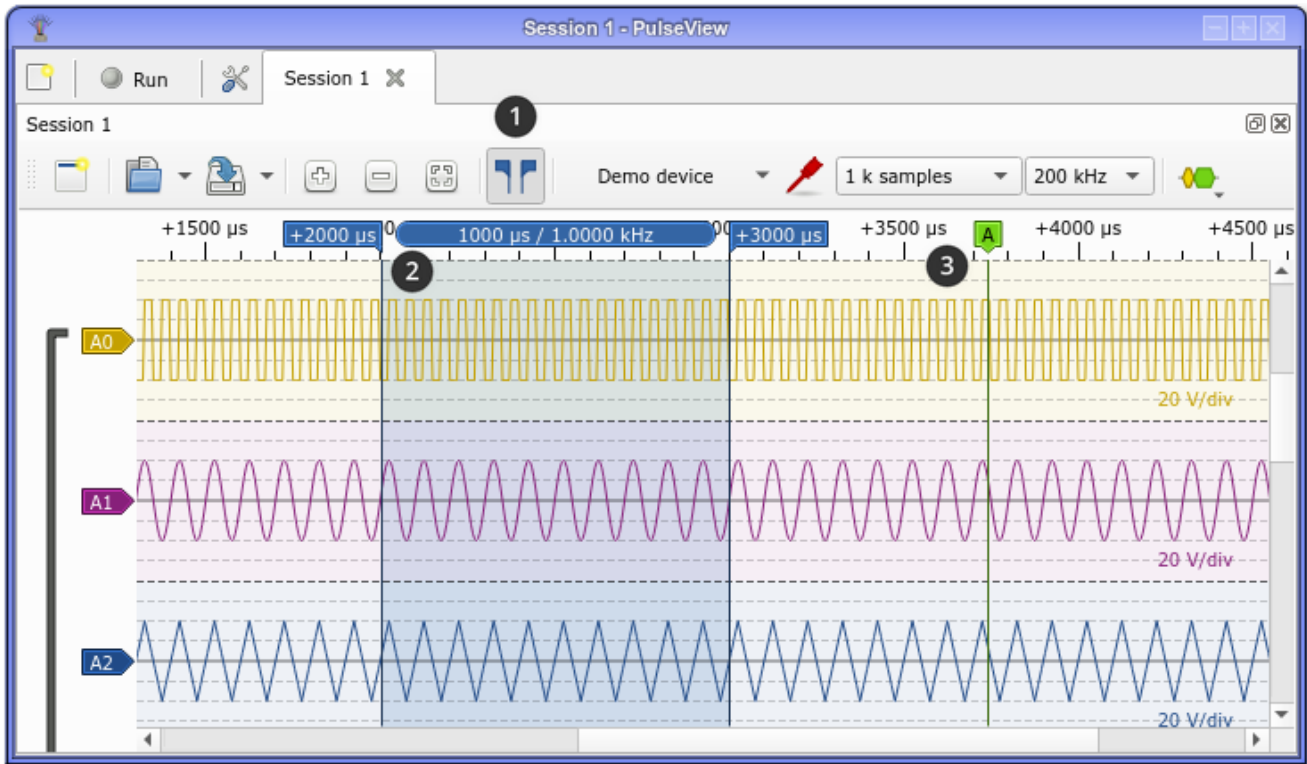 Session 1 - PulseView
Run
Session 1
1
Session 1
Demo device
1 k samples
200 kHz
+1500 µs
+2000 µs
1000 µs / 1.0000 kHz
+3000 µs
+3500 µs
A
+4000 µs
+4500 µs
2
3
A0
20 V/div
A1
20 V/div
A2
20 V/div